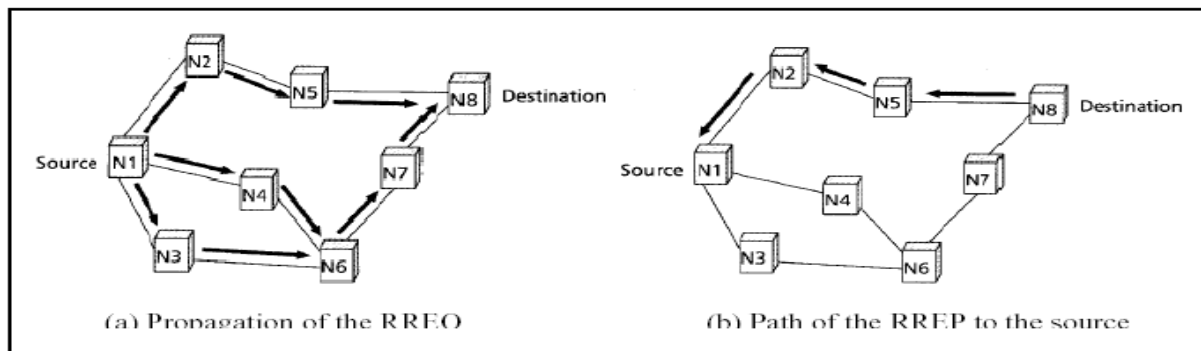 N2
N5
N8 Destination
Source N1
N7
N4
N3
N6
(a) Propagation of the RREQ
N2
N5
N8 Destination
Source N1
N7
N4
N3
N6
(b) Path of the RREP to the source